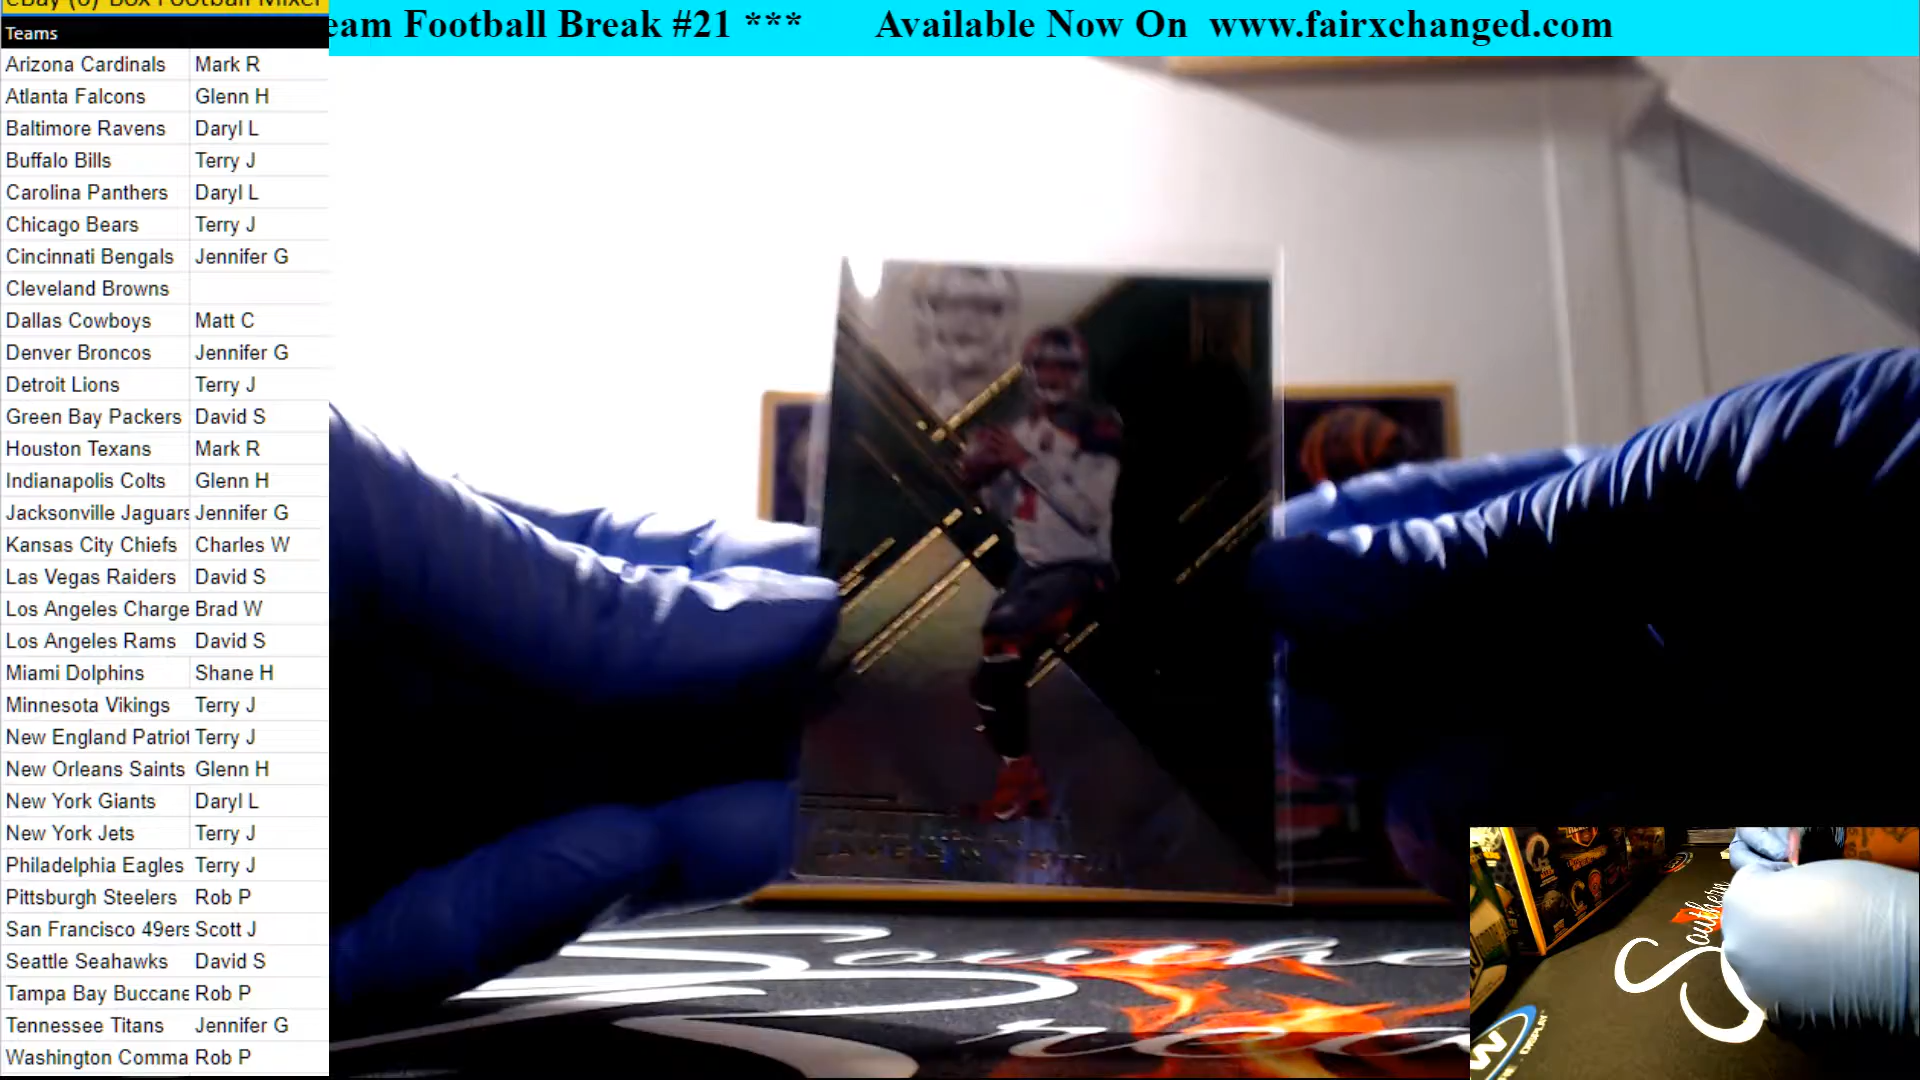 eBay (6) Box Football Mixer
eam Football Break #21 *** Available Now On www.fairxchanged.com
Teams
Arizona Cardinals Mark R
Atlanta Falcons Glenn H
Baltimore Ravens Daryl L
Buffalo Bills Terry J
Carolina Panthers Daryl L
Chicago Bears Terry J
Cincinnati Bengals Jennifer G
Cleveland Browns
Dallas Cowboys Matt C
Denver Broncos Jennifer G
Detroit Lions Terry J
Green Bay Packers David S
Houston Texans Mark R
Indianapolis Colts Glenn H
Jacksonville Jaguars Jennifer G
Kansas City Chiefs Charles W
Las Vegas Raiders David S
Los Angeles Charge Brad W
Los Angeles Rams David S
Miami Dolphins Shane H
Minnesota Vikings Terry J
New England Patriot Terry J
New Orleans Saints Glenn H
New York Giants Daryl L
New York Jets Terry J
Philadelphia Eagles Terry J
Pittsburgh Steelers Rob P
San Francisco 49ers Scott J
Seattle Seahawks David S
Tampa Bay Buccane Rob P
Tennessee Titans Jennifer G
Washington Comma Rob P
Southe
Southern